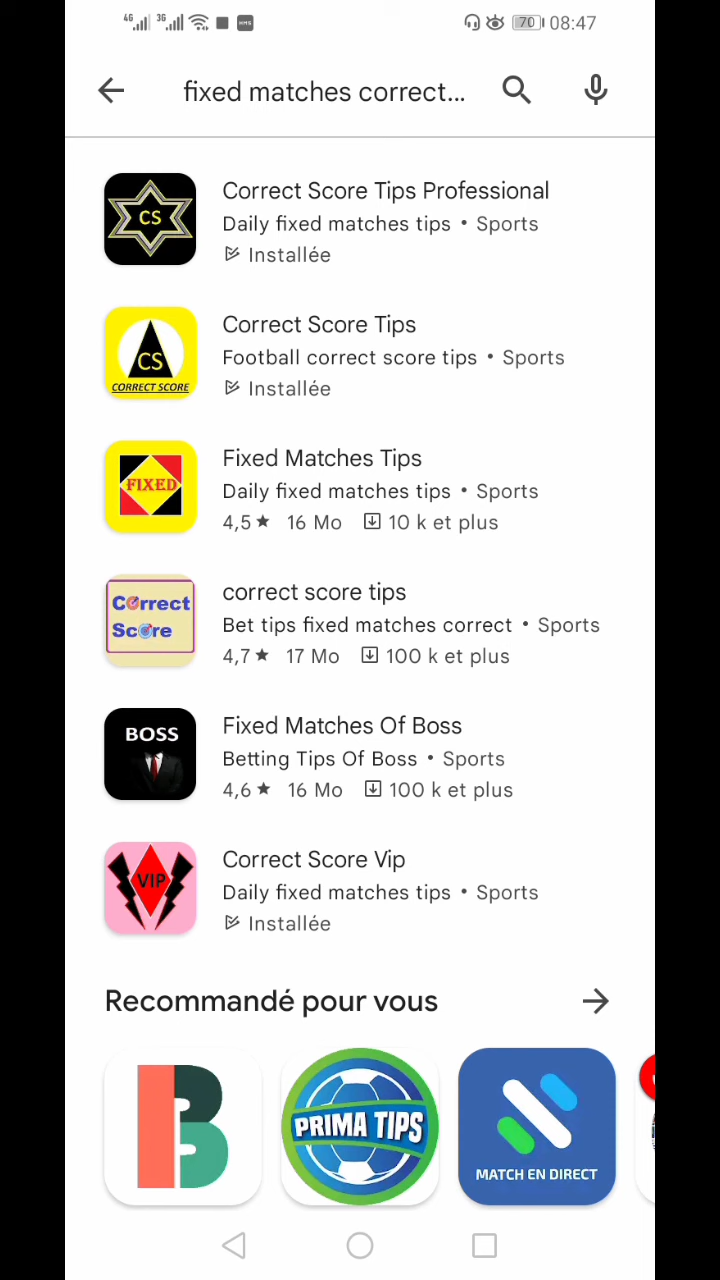 4G 3G HMS 70 08:47
fixed matches correct...
CS
Correct Score Tips Professional
Daily fixed matches tips • Sports
Installée
CS
CORRECT SCORE
Correct Score Tips
Football correct score tips • Sports
Installée
FIXED
Fixed Matches Tips
Daily fixed matches tips • Sports
4,5★ 16 Mo 10 k et plus
Correct
Score
correct score tips
Bet tips fixed matches correct • Sports
4,7★ 17 Mo 100 k et plus
BOSS
Fixed Matches Of Boss
Betting Tips Of Boss • Sports
4,6★ 16 Mo 100 k et plus
VIP
Correct Score Vip
Daily fixed matches tips • Sports
Installée
Recommandé pour vous
B
PRIMA TIPS
MATCH EN DIRECT